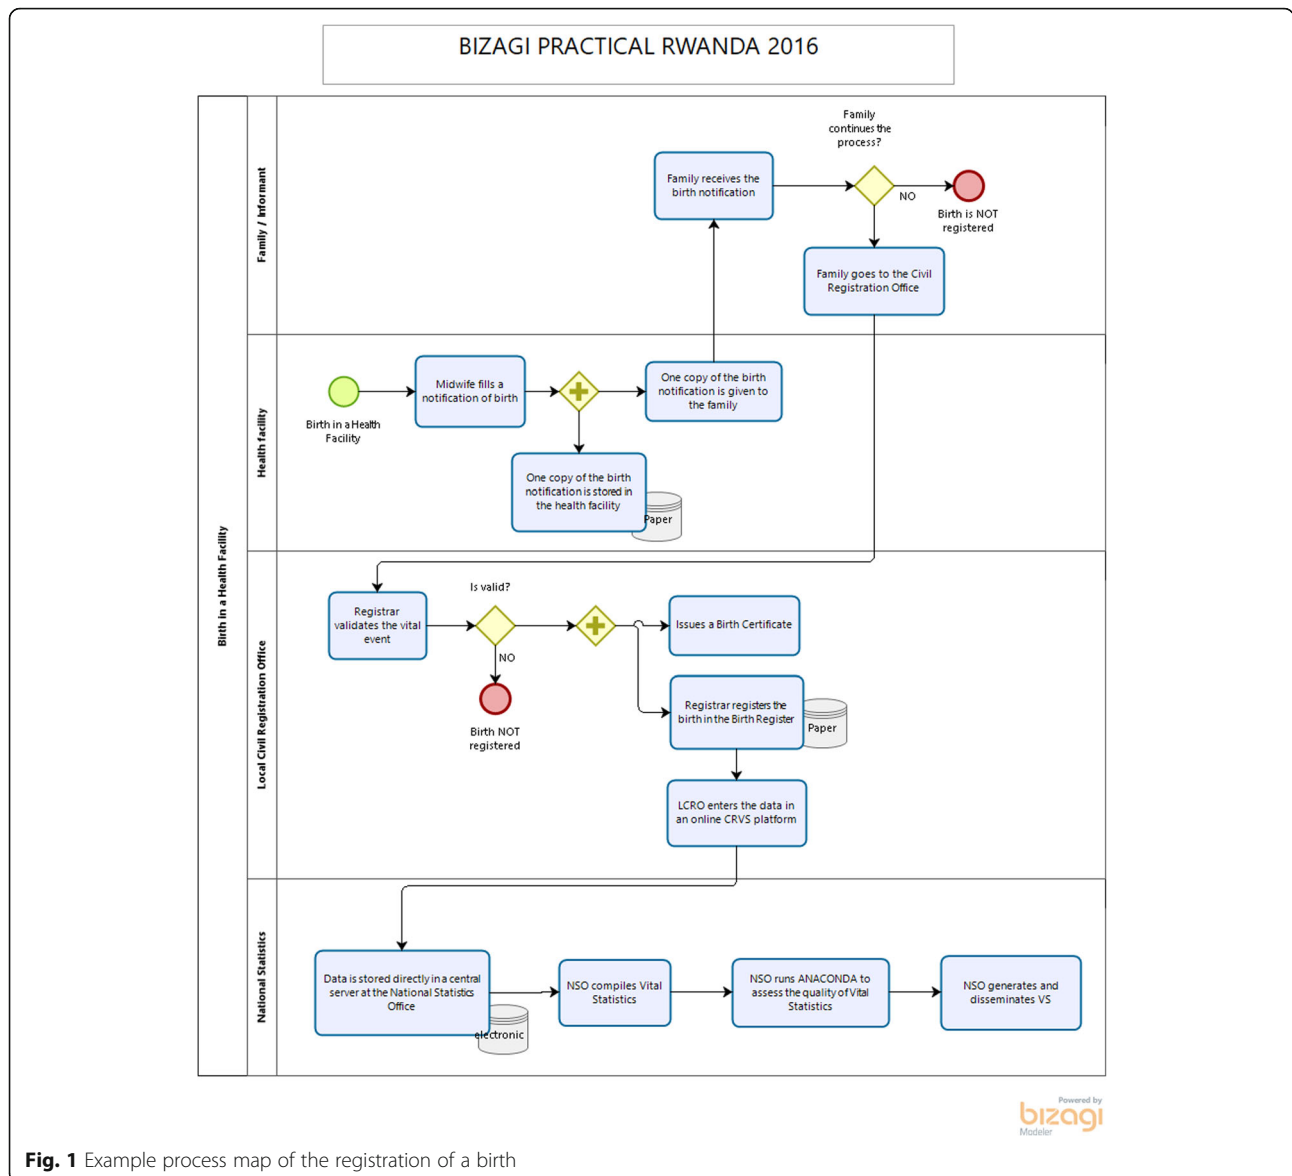 BIZAGI PRACTICAL RWANDA 2016
Birth in a Health Facility
Family / Informant
Family
continues the
process?
Family receives the
birth notification
NO
Birth is NOT
registered
Family goes to the Civil
Registration Office
Health facility
Birth in a Health
Facility
Midwife fills a
notification of birth
One copy of the birth
notification is given to
the family
One copy of the birth
notification is stored in
the health facility
Paper
Local Civil Registration Office
Registrar
validates the vital
event
Is valid?
NO
Birth NOT
registered
Issues a Birth Certificate
Registrar registers the
birth in the Birth Register
Paper
LCRO enters the data in
an online CRVS platform
National Statistics
Data is stored directly in a central
server at the National Statistics
Office
electronic
NSO compiles Vital
Statistics
NSO runs ANACONDA to
assess the quality of Vital
Statistics
NSO generates and
disseminates VS
Powered by
bizagi
Modeler
Fig. 1 Example process map of the registration of a birth